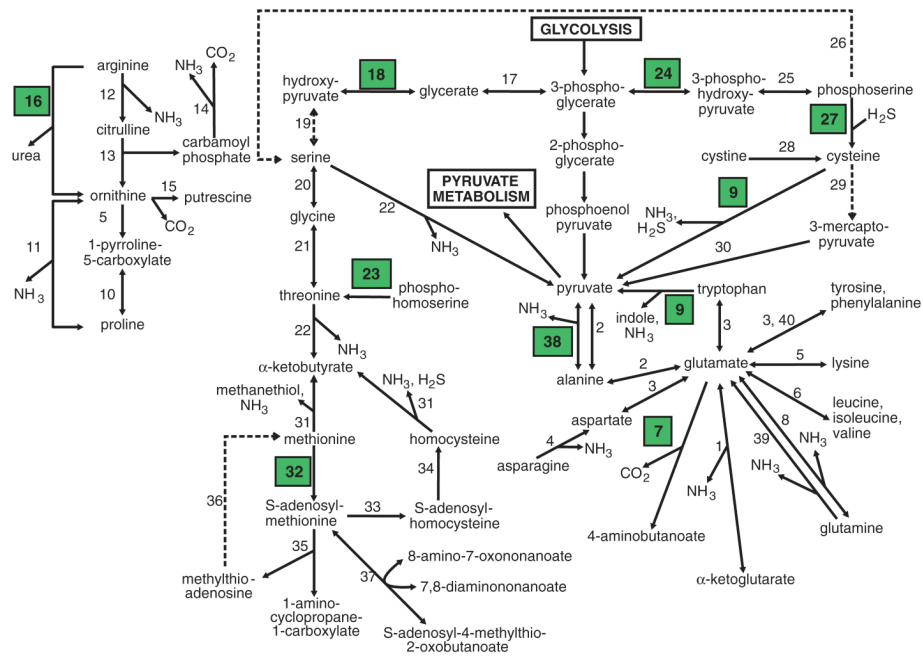 GLYCOLYSIS
26
arginine
CO2
NH3
16
12
NH3
14
citrulline
urea
13
carbamoyl
phosphate
ornithine
15
putrescine
CO2
5
11
1-pyrroline-
5-carboxylate
NH3
10
proline
hydroxy-
pyruvate
18
glycerate
17
3-phospho-
glycerate
24
3-phospho-
hydroxy-
pyruvate
25
phosphoserine
27
H2S
19
serine
2-phospho-
glycerate
cystine
28
cysteine
20
PYRUVATE
METABOLISM
9
29
glycine
22
NH3
phosphoenol
pyruvate
NH3,
H2S
3-mercapto-
pyruvate
21
30
23
threonine
phospho-
homoserine
pyruvate
tryptophan
tyrosine,
phenylalanine
NH3
indole,
NH3
9
22
NH3
38
2
3
3, 40
α-ketobutyrate
alanine
2
glutamate
5
lysine
methanethiol,
NH3
NH3, H2S
31
31
3
6
leucine,
isoleucine,
valine
methionine
homocysteine
aspartate
4
NH3
asparagine
7
8
39
NH3
32
CO2
1
NH3
NH3
36
34
S-adenosyl-
methionine
33
S-adenosyl-
homocysteine
4-aminobutanoate
glutamine
35
8-amino-7-oxononanoate
methylthio-
adenosine
37
7,8-diaminononanoate
α-ketoglutarate
1-amino-
cyclopropane-
1-carboxylate
S-adenosyl-4-methylthio-
2-oxobutanoate